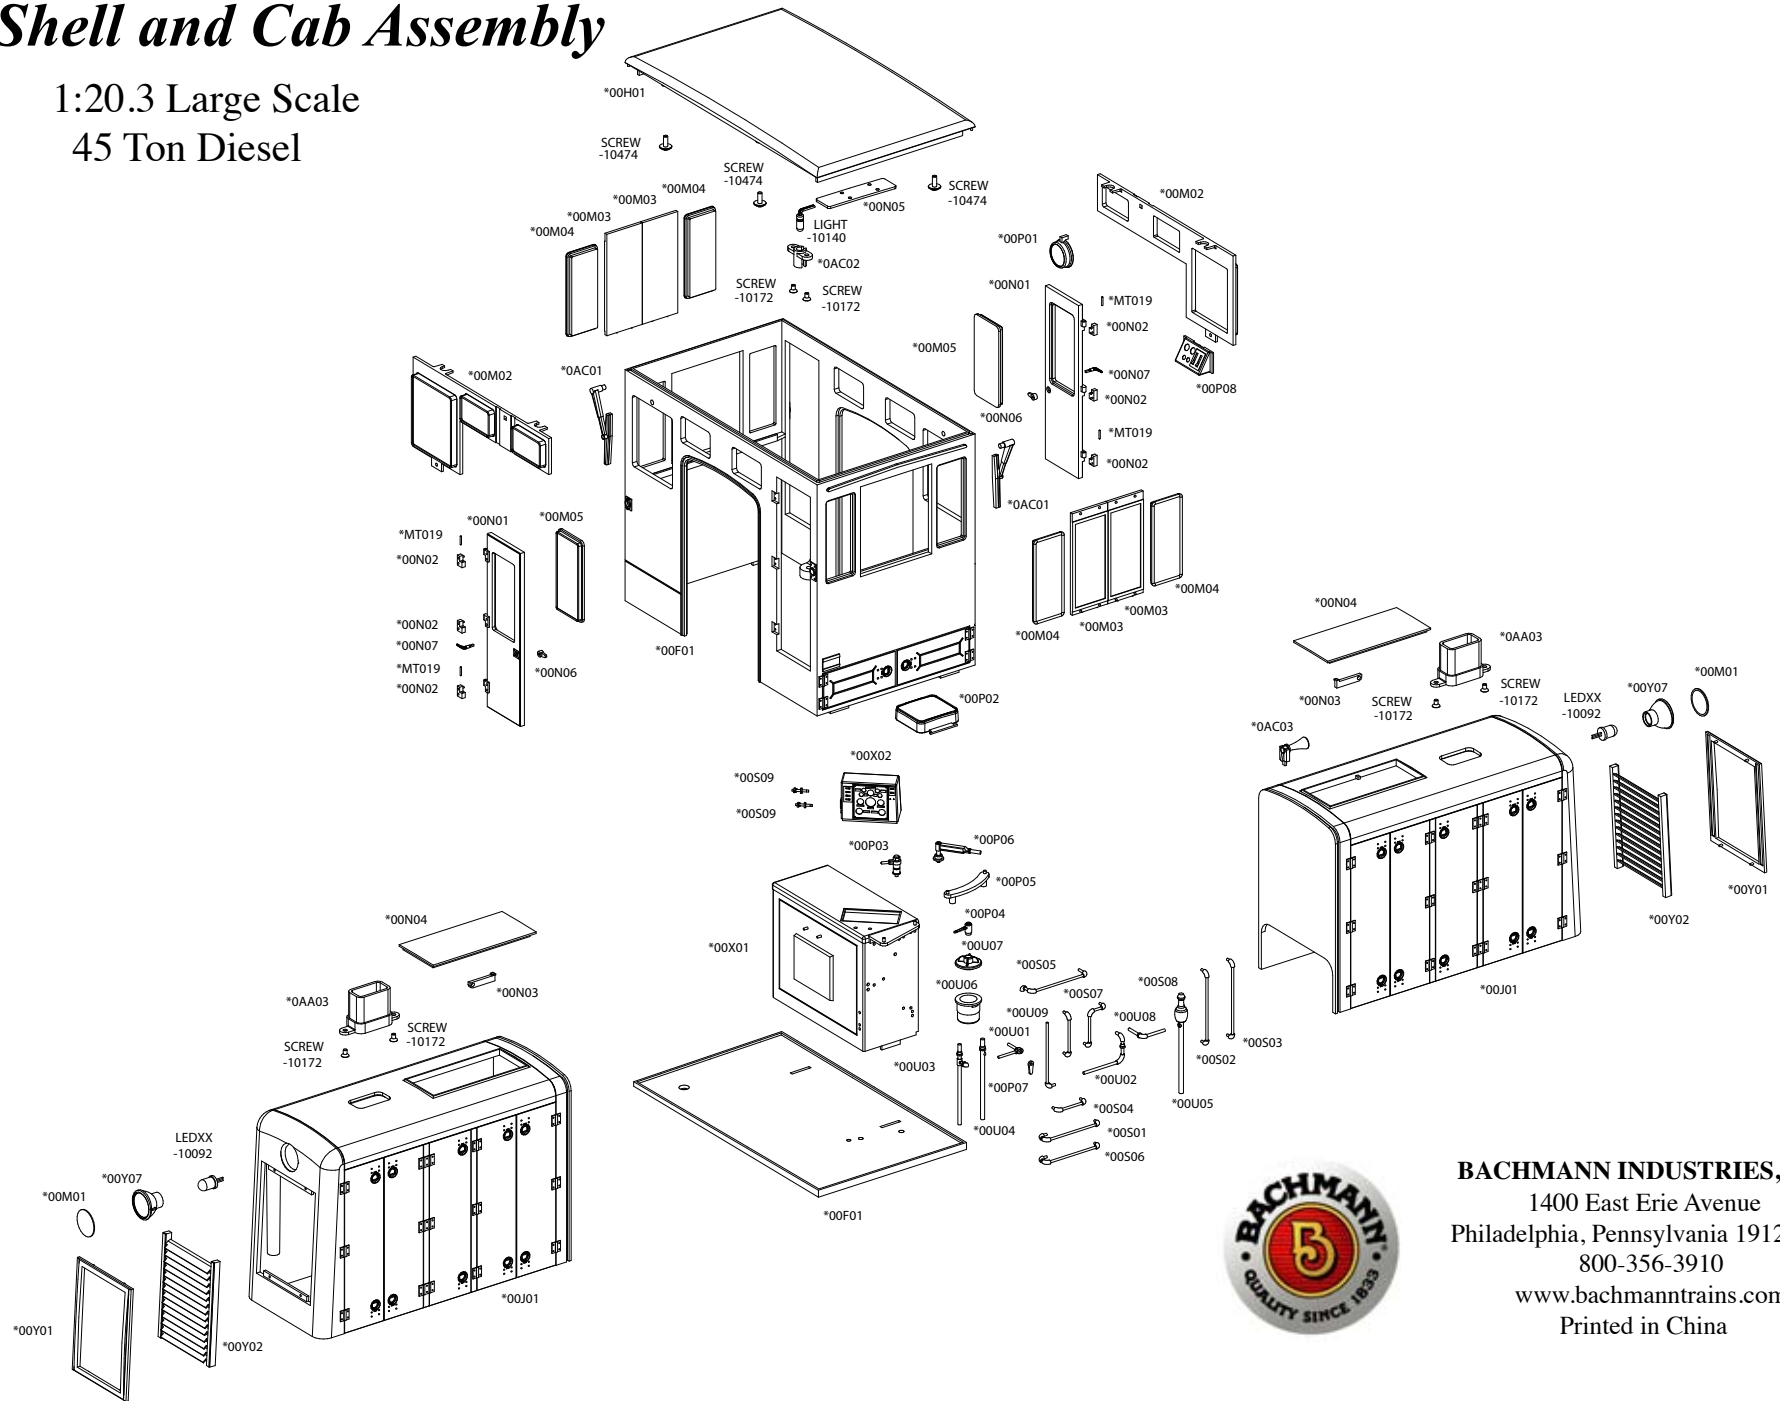 Shell and Cab Assembly
1:20.3 Large Scale
45 Ton Diesel
*00H01
SCREW
-10474
SCREW
-10474
*00M04
*00M03
*00M03
*00M04
*00N05
SCREW
-10474
LIGHT
-10140
*0AC02
SCREW
-10172
SCREW
-10172
*00M02
*00P01
*00N01
*MT019
*00N02
*00M05
*00N07
*00P08
*00N02
*00N06
*MT019
*00N02
*00M02
*0AC01
*0AC01
*00N01
*00M05
*MT019
*00N02
*00N02
*00N07
*MT019
*00N02
*00N06
*00F01
*00M04
*00M03
*00M03
*00M04
*00P02
*00N04
*0AA03
*00N03
SCREW
-10172
SCREW
-10172
LEDXX
-10092
*00Y07
*00M01
*0AC03
*00X02
*00S09
*00S09
*00P03
*00P06
*00P05
*00P04
*00U07
*00X01
*00U06
*00S05
*00S07
*00S08
*00U09
*00U08
*00U01
*00U03
*00P07
*00U02
*00U04
*00S04
*00S01
*00S06
*00U05
*00S02
*00S03
*00F01
*00Y01
*00Y02
*00J01
*00N04
*00N03
*0AA03
SCREW
-10172
SCREW
-10172
LEDXX
-10092
*00Y07
*00M01
*00Y01
*00Y02
*00J01
BACHMANN
B
QUALITY SINCE 1833
BACHMANN INDUSTRIES,
1400 East Erie Avenue
Philadelphia, Pennsylvania 1912
800-356-3910
www.bachmanntrains.com
Printed in China